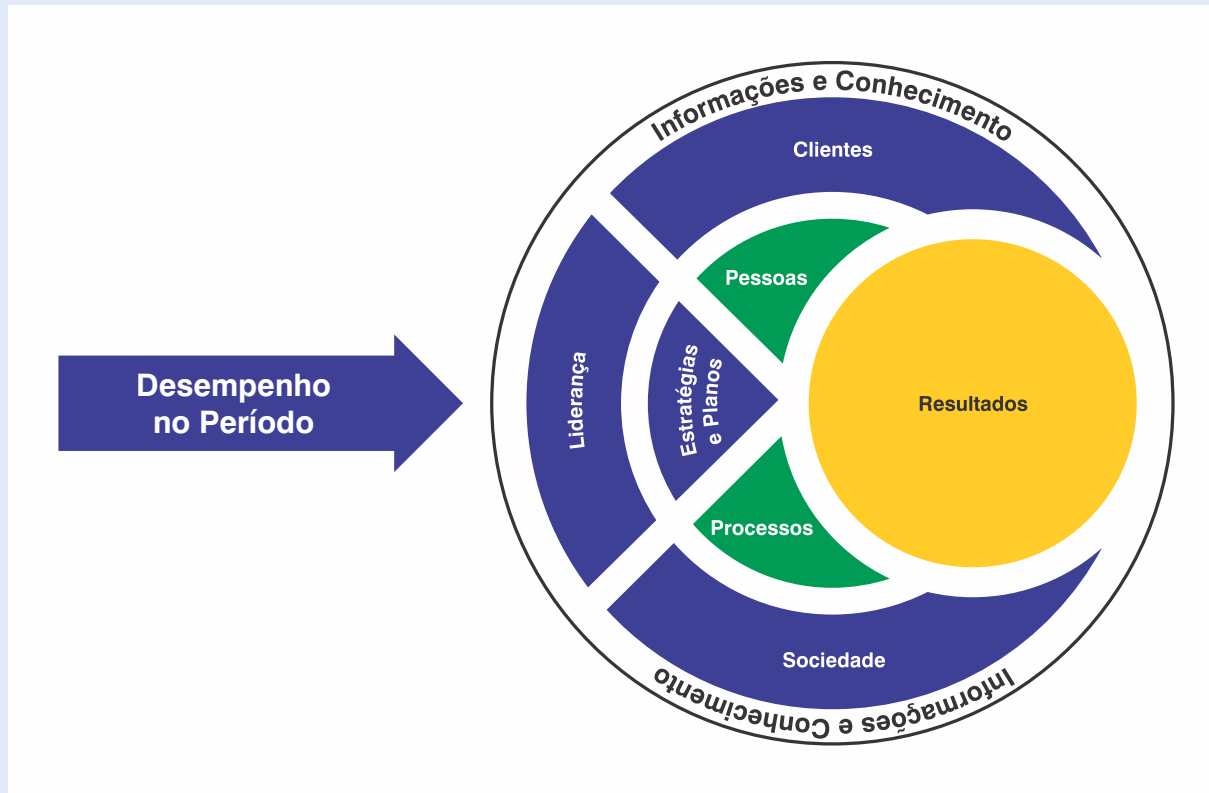 Informações e Conhecimento
Clientes
Pessoas
Desempenho
no Período
Liderança
Estratégias
e Planos
Resultados
Processos
Sociedade
Informações e Conhecimento